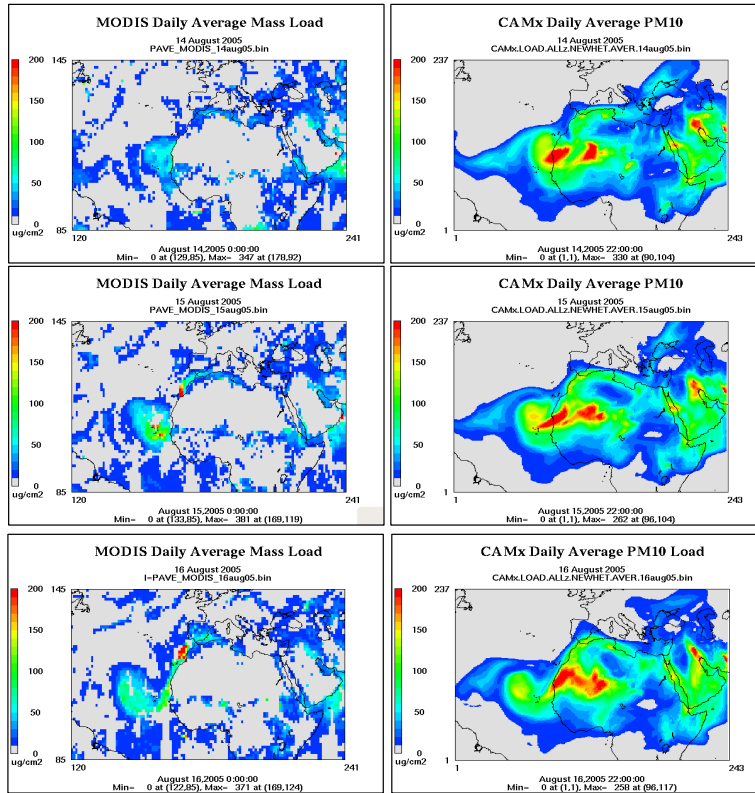 MODIS Daily Average Mass Load
14 August 2005
PAVE_MODIS_14aug05.bin
200
150
100
50
0
ug/cm2
145
85
120
241
August 14,2005 0:00:00
Min= 0 at (129,85), Max= 347 at (178,92)
CAMx Daily Average PM10
14 August 2005
CAMx.LOAD.ALLz.NEWHET.AVER.14aug05.bin
200
150
100
50
0
ug/cm2
237
1
1
241
August 14,2005 22:00:00
Min= 0 at (1,1), Max= 330 at (90,104)
MODIS Daily Average Mass Load
15 August 2005
PAVE_MODIS_15aug05.bin
200
150
100
50
0
ug/cm2
145
85
120
241
August 15,2005 0:00:00
Min= 0 at (133,85), Max= 381 at (169,119)
CAMx Daily Average PM10
15 August 2005
CAMx.LOAD.ALLz.NEWHET.AVER.15aug05.bin
200
150
100
50
0
ug/cm2
237
1
1
243
August 15,2005 22:00:00
Min= 0 at (1,1), Max= 262 at (96,104)
MODIS Daily Average Mass Load
16 August 2005
I-PAVE_MODIS_16aug05.bin
200
150
100
50
0
ug/cm2
145
85
120
241
August 16,2005 0:00:00
Min= 0 at (122,85), Max= 371 at (169,124)
CAMx Daily Average PM10 Load
16 August 2005
CAMx.LOAD.ALLz.NEWHET.AVER.16aug05.bin
200
150
100
50
0
ug/cm2
237
1
1
243
August 16,2005 22:00:00
Min= 0 at (1,1), Max= 258 at (96,117)